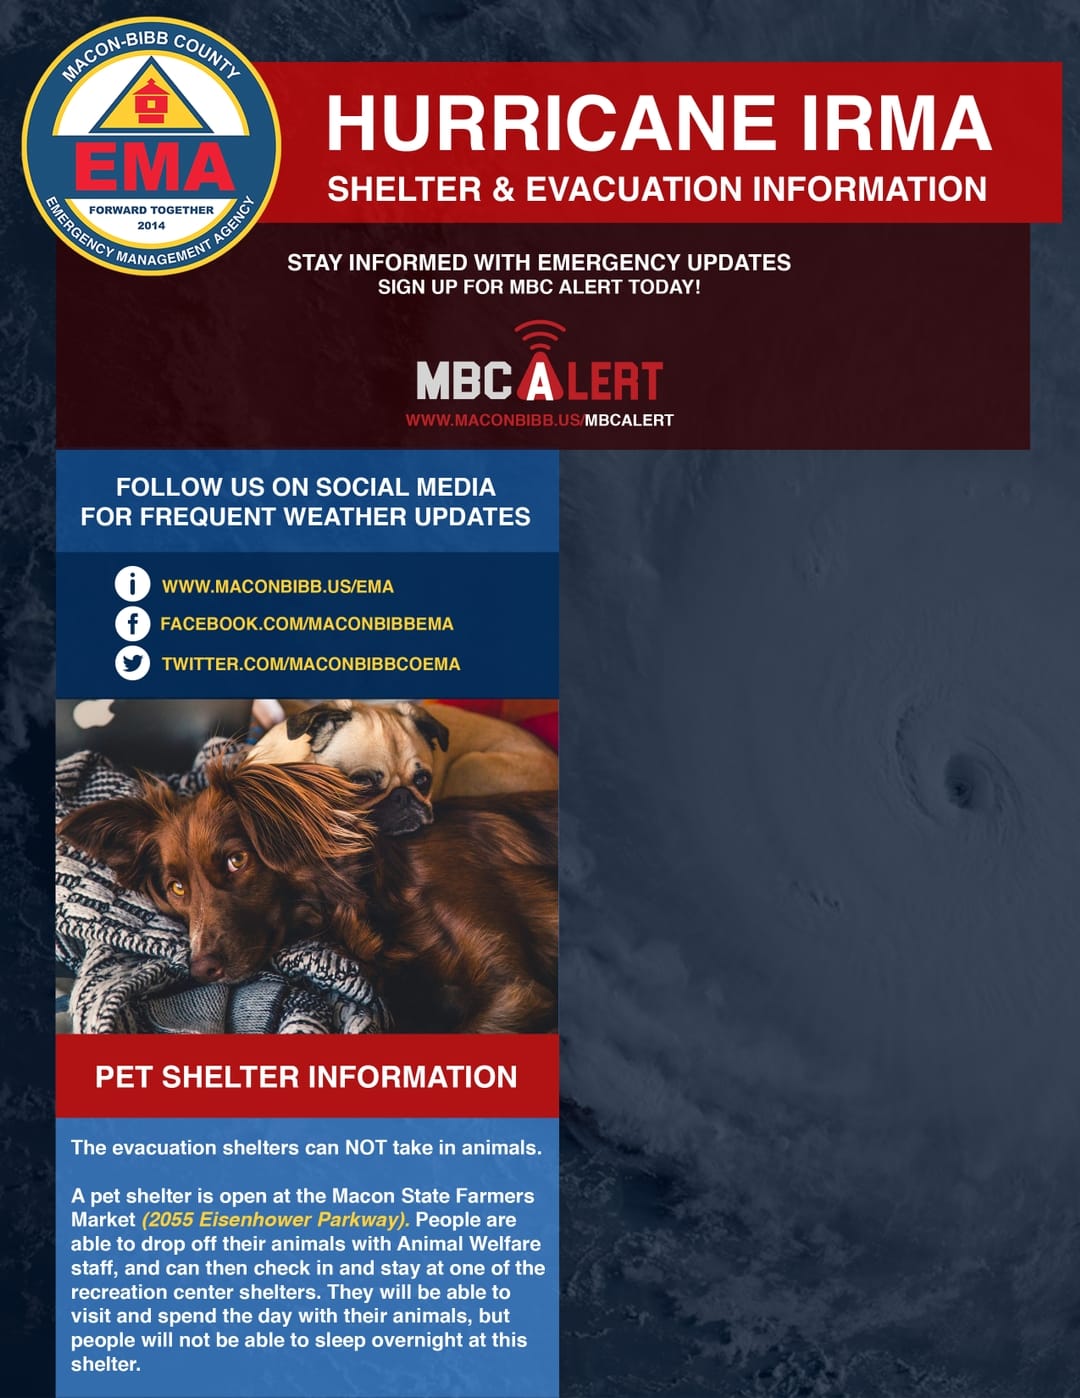 MACON-BIBB COUNTY
EMA
FORWARD TOGETHER
2014
EMERGENCY MANAGEMENT AGENCY
HURRICANE IRMA
SHELTER & EVACUATION INFORMATION
STAY INFORMED WITH EMERGENCY UPDATES
SIGN UP FOR MBC ALERT TODAY!
MBC ALERT
WWW.MACONBIBB.US/MBCALERT
FOLLOW US ON SOCIAL MEDIA
FOR FREQUENT WEATHER UPDATES
WWW.MACONBIBB.US/EMA
FACEBOOK.COM/MACONBIBBEMA
TWITTER.COM/MACONBIBBCOEMA
PET SHELTER INFORMATION
The evacuation shelters can NOT take in animals.
A pet shelter is open at the Macon State Farmers
Market (2055 Eisenhower Parkway). People are
able to drop off their animals with Animal Welfare
staff, and can then check in and stay at one of the
recreation center shelters. They will be able to
visit and spend the day with their animals, but
people will not be able to sleep overnight at this
shelter.